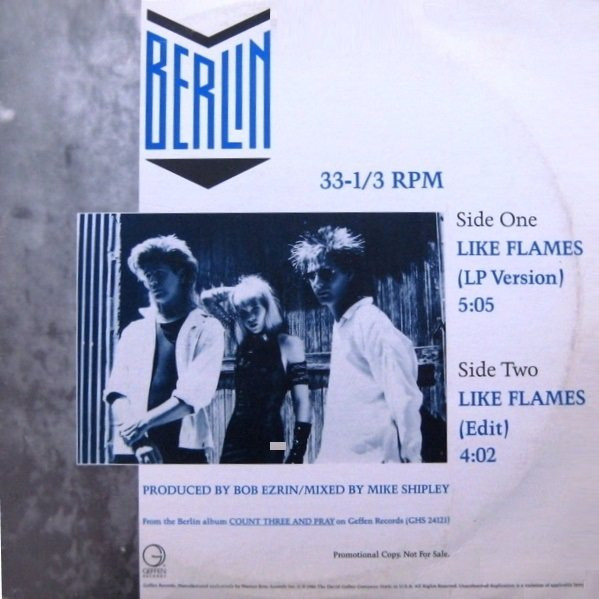 BERLIN
33-1/3 RPM
Side One
LIKE FLAMES
(LP Version)
5:05
Side Two
LIKE FLAMES
(Edit)
4:02
PRODUCED BY BOB EZRIN/MIXED BY MIKE SHIPLEY
From the Berlin album COUNT THREE AND PRAY on Geffen Records (GHS 24121)
Promotional Copy. Not For Sale.
G
GEFFEN
RECORDS